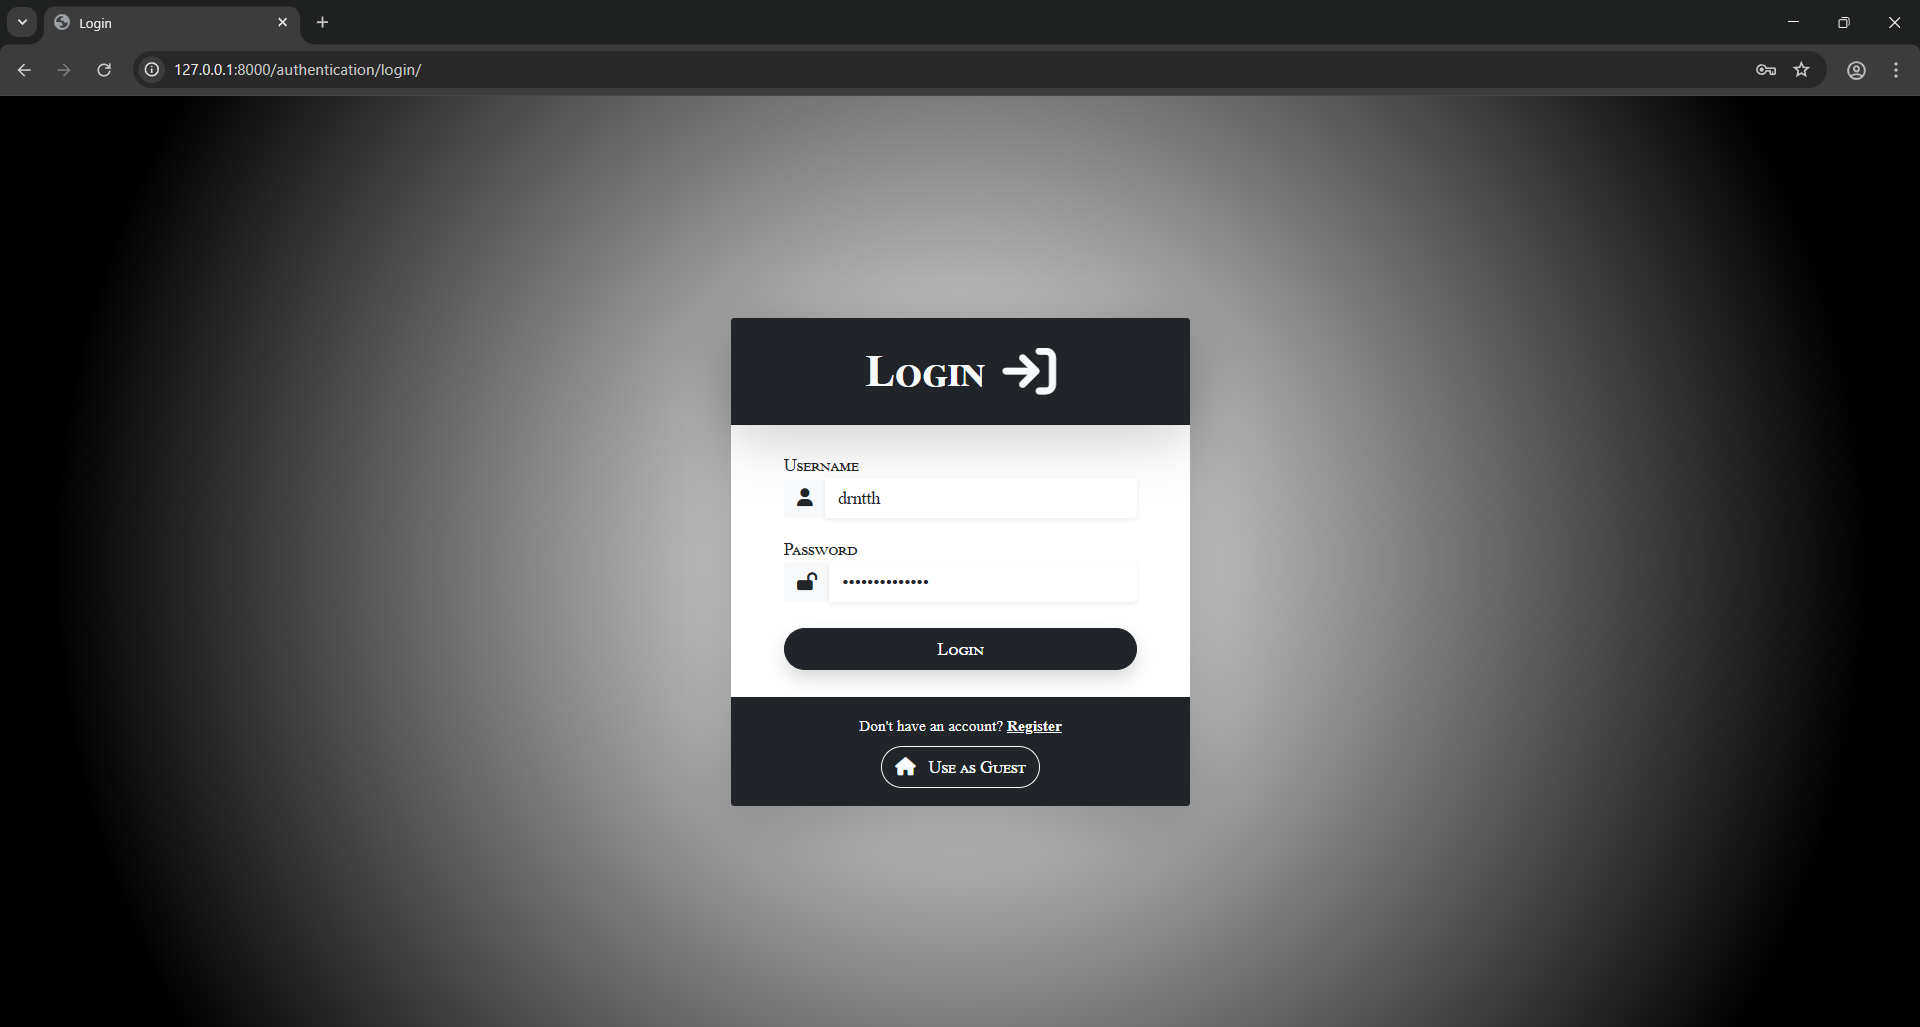 Login
127.0.0.1:8000/authentication/login/
Login
Username
drntth
Password
••••••••••••••
Login
Don't have an account? Register
Use as Guest